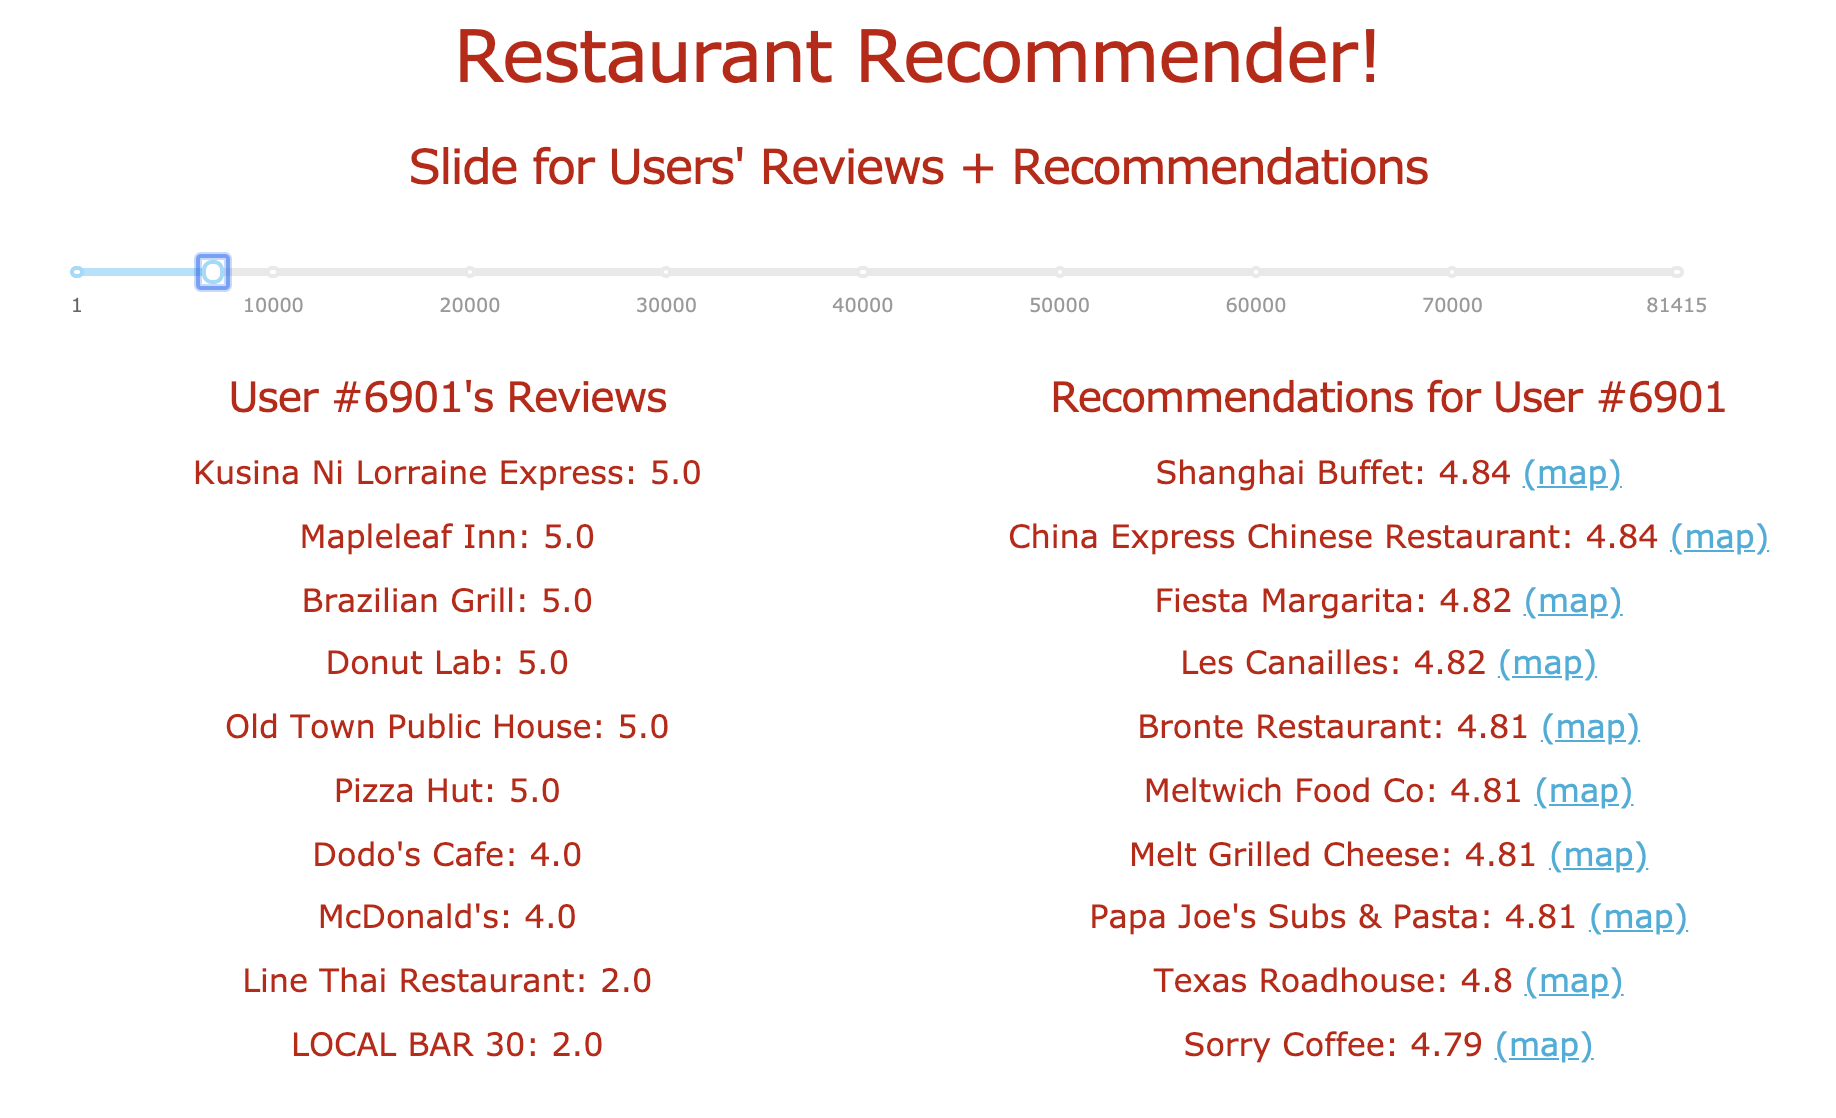 Restaurant Recommender!
Slide for Users' Reviews + Recommendations
1 10000 20000 30000 40000 50000 60000 70000 81415
User #6901's Reviews
Kusina Ni Lorraine Express: 5.0
Mapleleaf Inn: 5.0
Brazilian Grill: 5.0
Donut Lab: 5.0
Old Town Public House: 5.0
Pizza Hut: 5.0
Dodo's Cafe: 4.0
McDonald's: 4.0
Line Thai Restaurant: 2.0
LOCAL BAR 30: 2.0
Recommendations for User #6901
Shanghai Buffet: 4.84 (map)
China Express Chinese Restaurant: 4.84 (map)
Fiesta Margarita: 4.82 (map)
Les Canailles: 4.82 (map)
Bronte Restaurant: 4.81 (map)
Meltwich Food Co: 4.81 (map)
Melt Grilled Cheese: 4.81 (map)
Papa Joe's Subs & Pasta: 4.81 (map)
Texas Roadhouse: 4.8 (map)
Sorry Coffee: 4.79 (map)